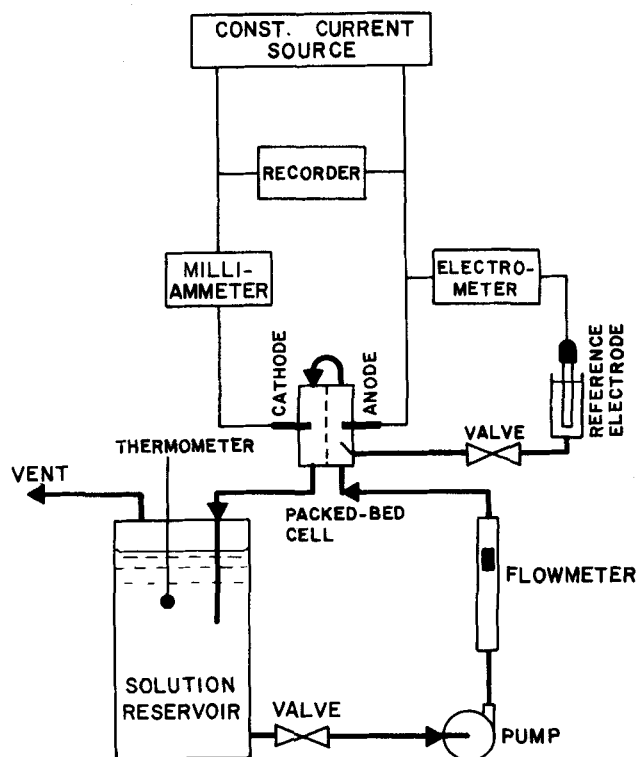 CONST. CURRENT
SOURCE
RECORDER
MILLI-
AMMETER
ELECTRO-
METER
CATHODE
ANODE
REFERENCE
ELECTRODE
THERMOMETER
VALVE
VENT
PACKED-BED
CELL
FLOWMETER
SOLUTION
RESERVOIR
VALVE
PUMP